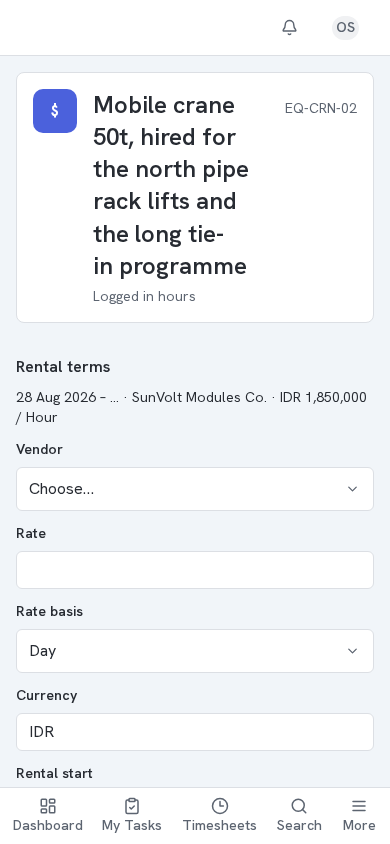 OS
$
Mobile crane
50t, hired for
the north pipe
rack lifts and
the long tie-
in programme
EQ-CRN-02
Logged in hours
Rental terms
28 Aug 2026 – … · SunVolt Modules Co. · IDR 1,850,000
/ Hour
Vendor
Choose…
Rate
Rate basis
Day
Currency
IDR
Rental start
Dashboard
My Tasks
Timesheets
Search
More